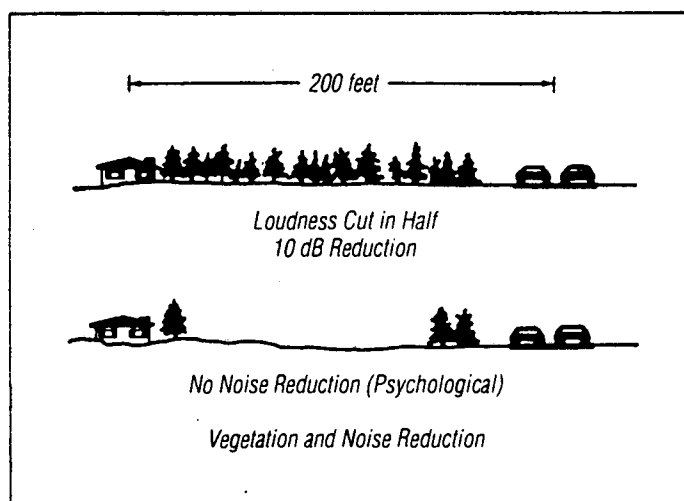 200 feet
Loudness Cut in Half
10 dB Reduction
No Noise Reduction (Psychological)
Vegetation and Noise Reduction